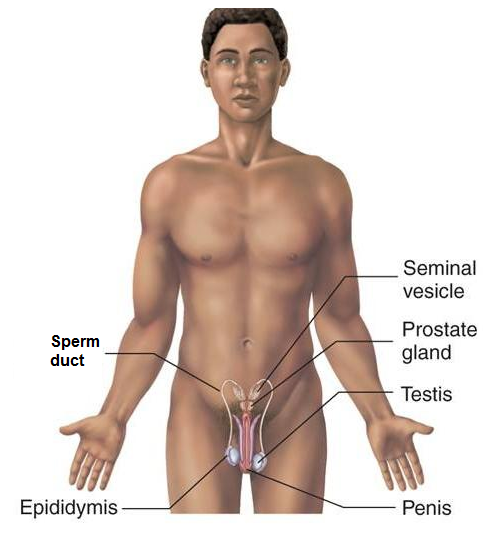 Seminal
vesicle
Prostate
gland
Sperm
duct
Testis
Epididymis
Penis